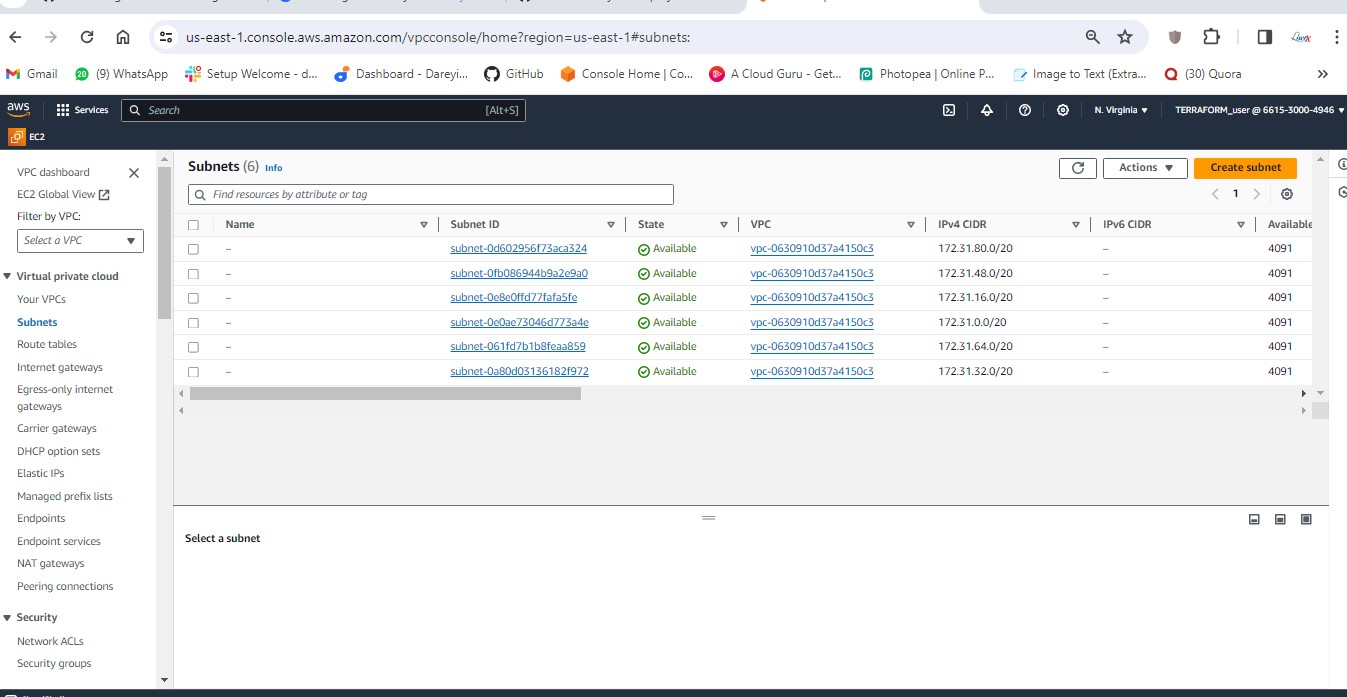 us-east-1.console.aws.amazon.com/vpcconsole/home?region=us-east-1#subnets:
Gmail (9) WhatsApp Setup Welcome - d... Dashboard - Dareyi... GitHub Console Home | Co... A Cloud Guru - Get... Photopea | Online P... Image to Text (Extra... (30) Quora »
aws Services Search [Alt+S] N. Virginia TERRAFORM_user @ 6615-3000-4946
EC2
VPC dashboard
EC2 Global View
Filter by VPC:
Select a VPC
Virtual private cloud
Your VPCs
Subnets
Route tables
Internet gateways
Egress-only internet
gateways
Carrier gateways
DHCP option sets
Elastic IPs
Managed prefix lists
Endpoints
Endpoint services
NAT gateways
Peering connections
Security
Network ACLs
Security groups
Subnets (6) Info Actions Create subnet
Find resources by attribute or tag 1
Name Subnet ID State VPC IPv4 CIDR IPv6 CIDR Available
– subnet-0d602956f73aca324 Available vpc-0630910d37a4150c3 172.31.80.0/20 – 4091
– subnet-0fb086944b9a2e9a0 Available vpc-0630910d37a4150c3 172.31.48.0/20 – 4091
– subnet-0e8e0ffd77fafa5fe Available vpc-0630910d37a4150c3 172.31.16.0/20 – 4091
– subnet-0e0ae73046d773a4e Available vpc-0630910d37a4150c3 172.31.0.0/20 – 4091
– subnet-061fd7b1b8feaa859 Available vpc-0630910d37a4150c3 172.31.64.0/20 – 4091
– subnet-0a80d03136182f972 Available vpc-0630910d37a4150c3 172.31.32.0/20 – 4091
Select a subnet